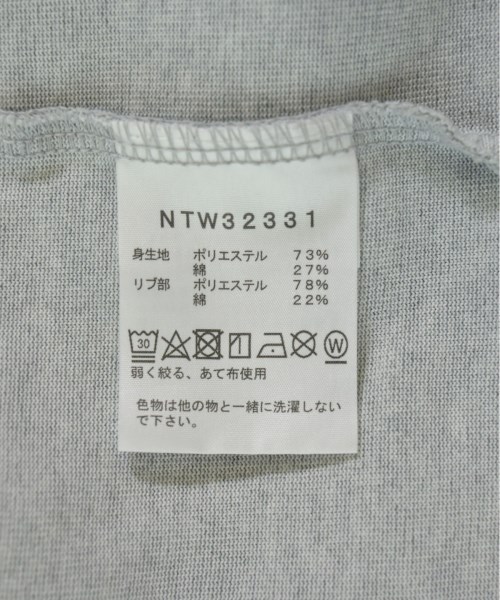 NTW32331
身生地 ポリエステル 73%
綿 27%
リブ部 ポリエステル 78%
綿 22%
30 W
弱く絞る、あて布使用
色物は他の物と一緒に洗濯しない
で下さい。